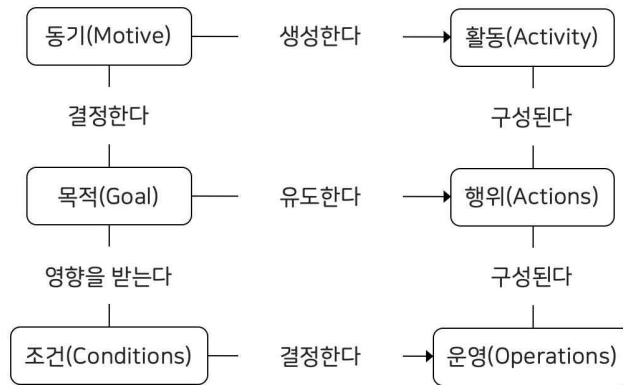 동기(Motive) 생성한다 활동(Activity)
결정한다 구성된다
목적(Goal) 유도한다 행위(Actions)
영향을 받는다 구성된다
조건(Conditions) 결정한다 운영(Operations)